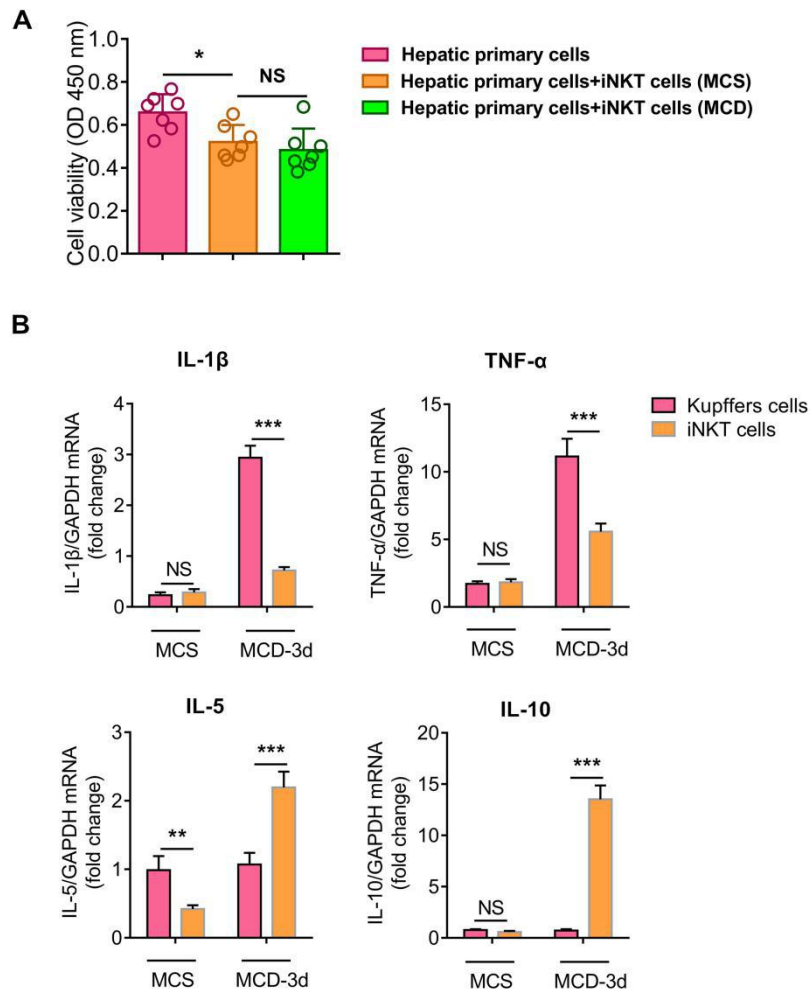 A
Cell viability (OD 450 nm)
1.0
0.8
0.6
0.4
0.2
0.0
*
NS
Hepatic primary cells
Hepatic primary cells+iNKT cells (MCS)
Hepatic primary cells+iNKT cells (MCD)
B
IL-1β
IL-1β/GAPDH mRNA
(fold change)
4
3
2
1
0
NS
***
MCS
MCD-3d
TNF-α
TNF-α/GAPDH mRNA
(fold change)
15
10
5
0
NS
***
MCS
MCD-3d
Kupffers cells
iNKT cells
IL-5
IL-5/GAPDH mRNA
(fold change)
3
2
1
0
**
***
MCS
MCD-3d
IL-10
IL-10/GAPDH mRNA
(fold change)
20
15
10
5
0
NS
***
MCS
MCD-3d